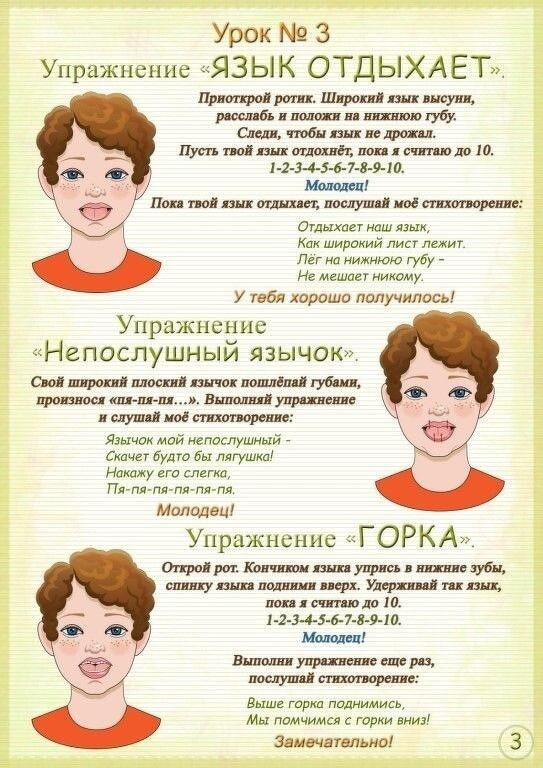 Урок № 3
Упражнение «ЯЗЫК ОТДЫХАЕТ».
Приоткрой ротик. Широкий язык высуни,
расслабь и положи на нижнюю губу.
Следи, чтобы язык не дрожал.
Пусть твой язык отдохнёт, пока я считаю до 10.
1-2-3-4-5-6-7-8-9-10.
Молодец!
Пока твой язык отдыхает, послушай моё стихотворение:
Отдыхает наш язык,
Как широкий лист лежит.
Лёг на нижнюю губу –
Не мешает никому.
У тебя хорошо получилось!
Упражнение
«Непослушный язычок».
Свой широкий плоский язычок пошлёпай губами,
произнося «пя-пя-пя…». Выполняй упражнение
и слушай моё стихотворение:
Язычок мой непослушный -
Скачет будто бы лягушка!
Накажу его слегка,
Пя-пя-пя-пя-пя-пя.
Молодец!
Упражнение «ГОРКА».
Открой рот. Кончиком языка упрись в нижние зубы,
спинку языка подними вверх. Удерживай так язык,
пока я считаю до 10.
1-2-3-4-5-6-7-8-9-10.
Молодец!
Выполни упражнение еще раз,
послушай стихотворение:
Выше горка поднимись,
Мы помчимся с горки вниз!
Замечательно!
3